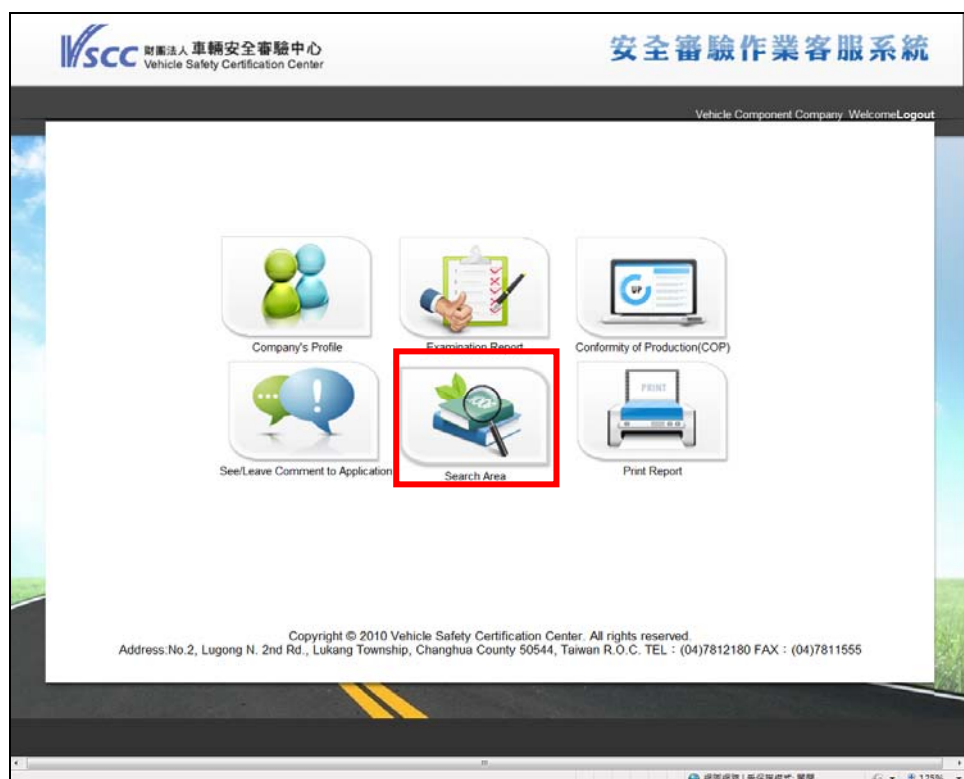 VSCC 財團法人 車輛安全審驗中心
Vehicle Safety Certification Center
安全審驗作業客服系統
Vehicle Component Company WelcomeLogout
UP
PRINT
Company's Profile
Examination Report
Conformity of Production(COP)
See/Leave Comment to Application
Search Area
Print Report
Copyright © 2010 Vehicle Safety Certification Center. All rights reserved.
Address:No.2, Lugong N. 2nd Rd., Lukang Township, Changhua County 50544, Taiwan R.O.C. TEL：(04)7812180 FAX：(04)7811555
125%